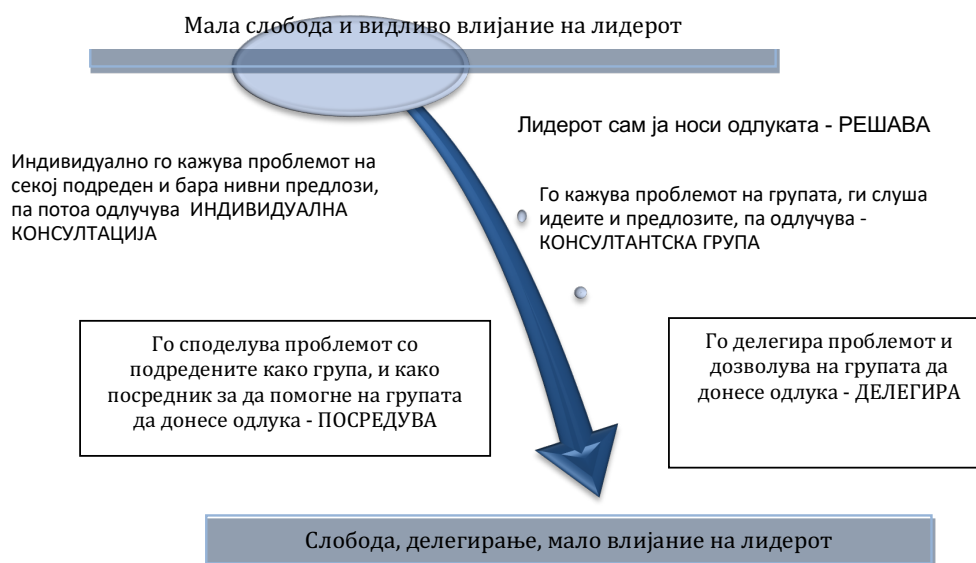 Мала слобода и видливо влијание на лидерот
Лидерот сам ја носи одлуката - РЕШАВА
Индивидуално го кажува проблемот на
секој подреден и бара нивни предлози,
па потоа одлучува  ИНДИВИДУАЛНА
КОНСУЛТАЦИЈА
Го кажува проблемот на групата, ги слуша
идеите и предлозите, па одлучува -
КОНСУЛТАНТСКА ГРУПА
Го споделува проблемот со
подредените како група, и како
посредник за да помогне на групата
да донесе одлука - ПОСРЕДУВА
Го делегира проблемот и
дозволува на групата да
донесе одлука - ДЕЛЕГИРА
Слобода, делегирање, мало влијание на лидерот